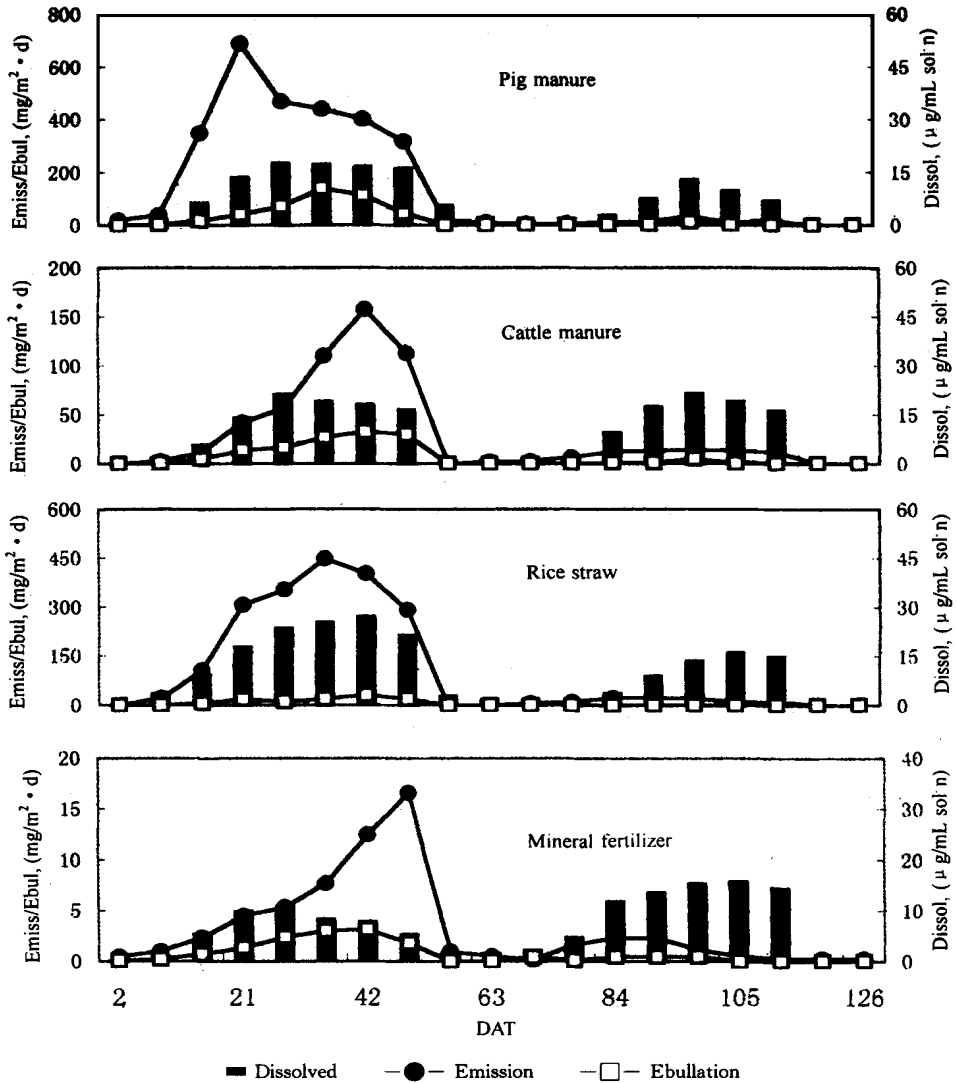 800
600
400
200
0
Emiss/Ebul, (mg/m² • d)
Pig manure
60
45
30
15
0
Dissol, ( μ g/mL sol·n)
200
150
100
50
0
Emiss/Ebul, (mg/m² • d)
Cattle manure
60
45
30
15
0
Dissol, ( μ g/mL sol·n)
600
450
300
150
0
Emiss/Ebul, (mg/m² • d)
Rice straw
60
45
30
15
0
Dissol, ( μ g/mL sol·n)
20
15
10
5
0
Emiss/Ebul, (mg/m² • d)
Mineral fertilizer
40
30
20
10
0
Dissol, ( μ g/mL sol·n)
2 21 42 63 84 105 126
DAT
Dissolved Emission Ebullation